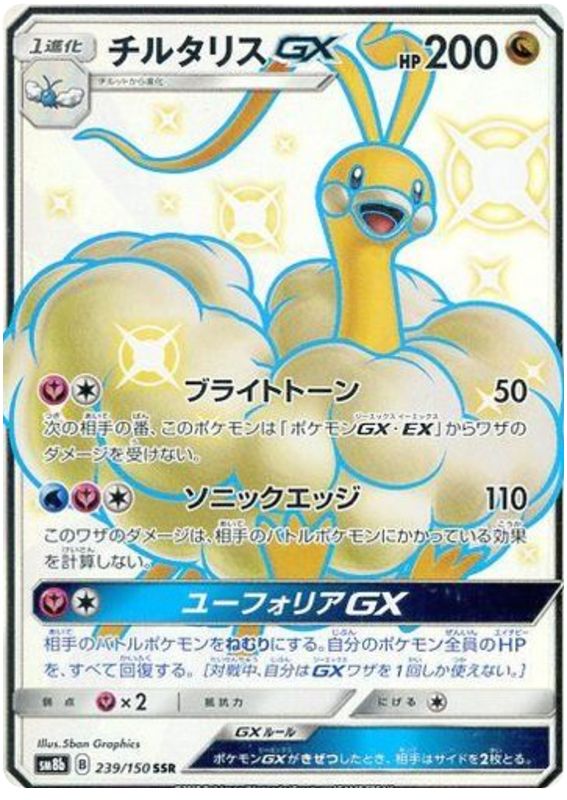 1進化 チルタリスGX HP200
チルットから進化
ブライトトーン 50
次の相手の番、このポケモンは「ポケモンGX・EX」からワザの
ダメージを受けない。
ソニックエッジ 110
このワザのダメージは、相手のバトルポケモンにかかっている効果
を計算しない。
ユーフォリアGX
相手のバトルポケモンをねむりにする。自分のポケモン全員のHP
を、すべて回復する。[対戦中、自分はGXワザを1回しか使えない。]
弱点 ×2 抵抗力 にげる
GXルール
Illus.5ban Graphics
ポケモンGXがきぜつしたとき、相手はサイドを2枚とる。
SM8b B 239/150 SSR